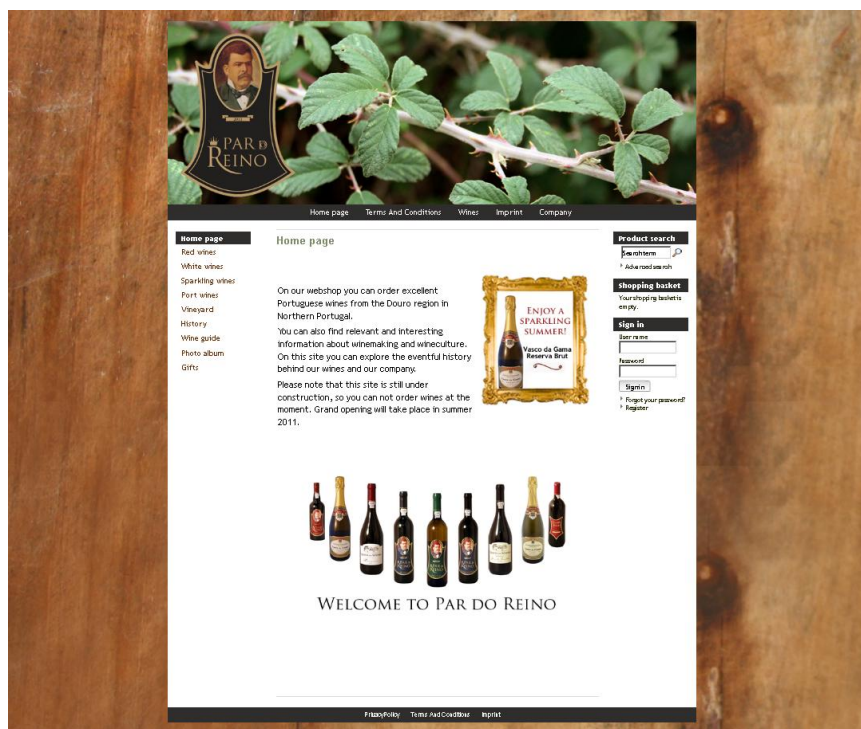 PAR DO
REINO
Home page Terms And Conditions Wines Imprint Company
Home page
Red wines
White wines
Sparkling wines
Port wines
Vineyard
History
Wine guide
Photo album
Gifts
Home page
On our webshop you can order excellent
Portuguese wines from the Douro region in
Northern Portugal.
You can also find relevant and interesting
information about winemaking and wineculture.
On this site you can explore the eventful history
behind our wines and our company.
Please note that this site is still under
construction, so you can not order wines at the
moment. Grand opening will take place in summer
2011.
ENJOY A
SPARKLING
SUMMER!
Vasco da Gama
Reserva Brut
WELCOME TO PAR DO REINO
Product search
Searchterm
Advanced search
Shopping basket
Your shopping basket is
empty.
Sign in
User name
Password
Sign in
Forgot your password?
Register
Privacy Policy Terms And Conditions Imprint